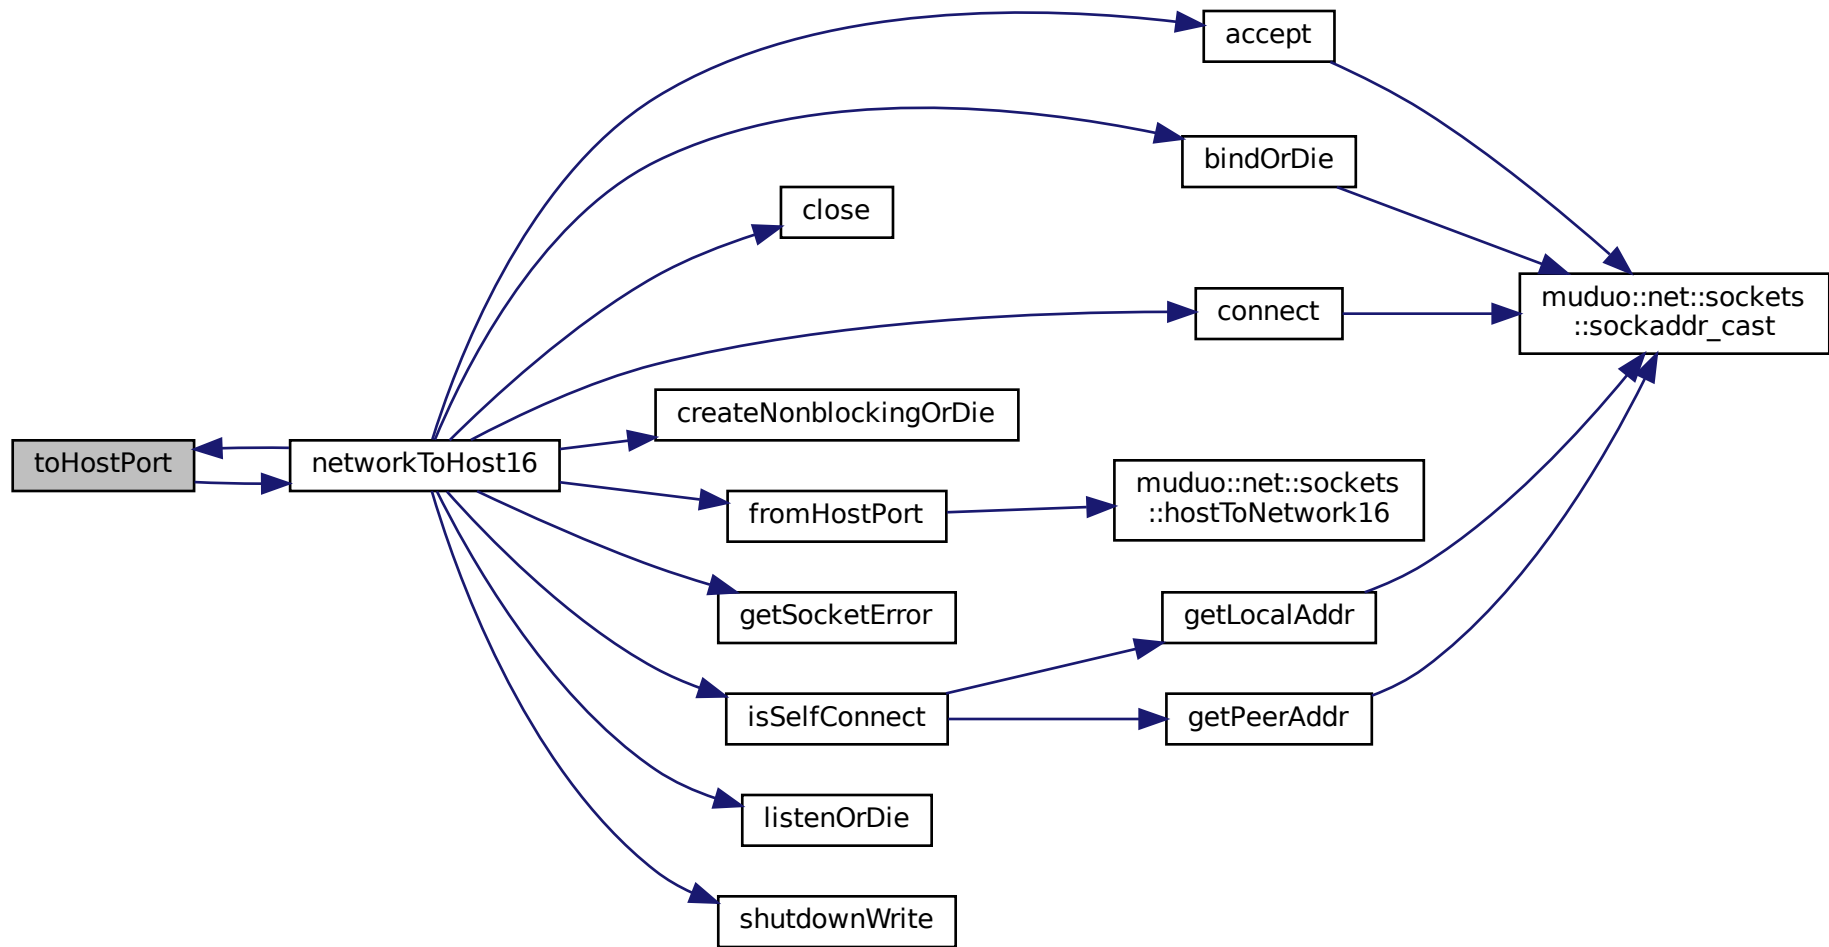 accept
bindOrDie
close
muduo::net::sockets
::sockaddr_cast
connect
createNonblockingOrDie
toHostPort
networkToHost16
muduo::net::sockets
::hostToNetwork16
fromHostPort
getSocketError
getLocalAddr
isSelfConnect
getPeerAddr
listenOrDie
shutdownWrite